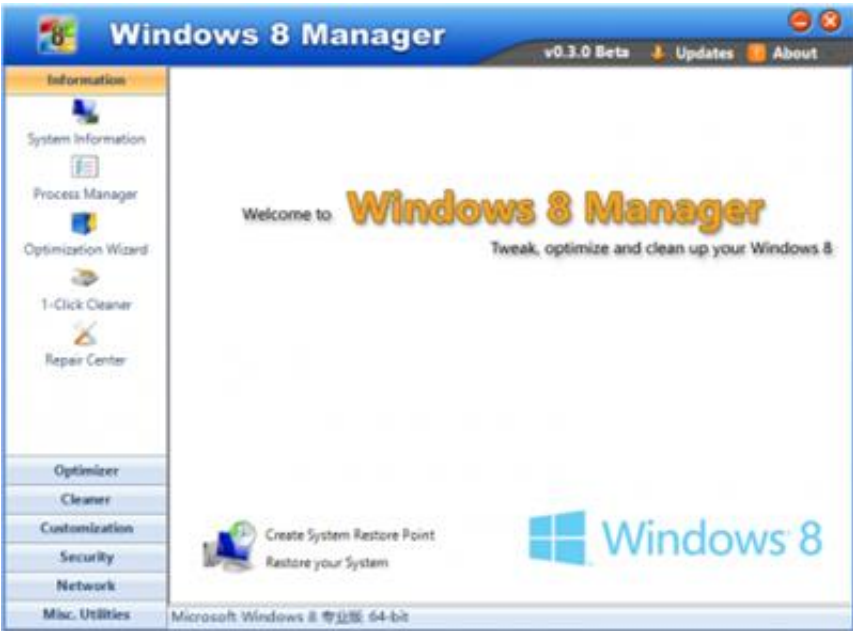 8
Windows 8 Manager
v0.3.0 Beta Updates About
Information
System Information
Process Manager
Optimization Wizard
1-Click Cleaner
Repair Center
Optimizer
Cleaner
Customization
Security
Network
Misc. Utilities
Welcome to Windows 8 Manager
Tweak, optimize and clean up your Windows 8
Create System Restore Point
Restore your System
Windows 8
Microsoft Windows 8 专业版 64-bit